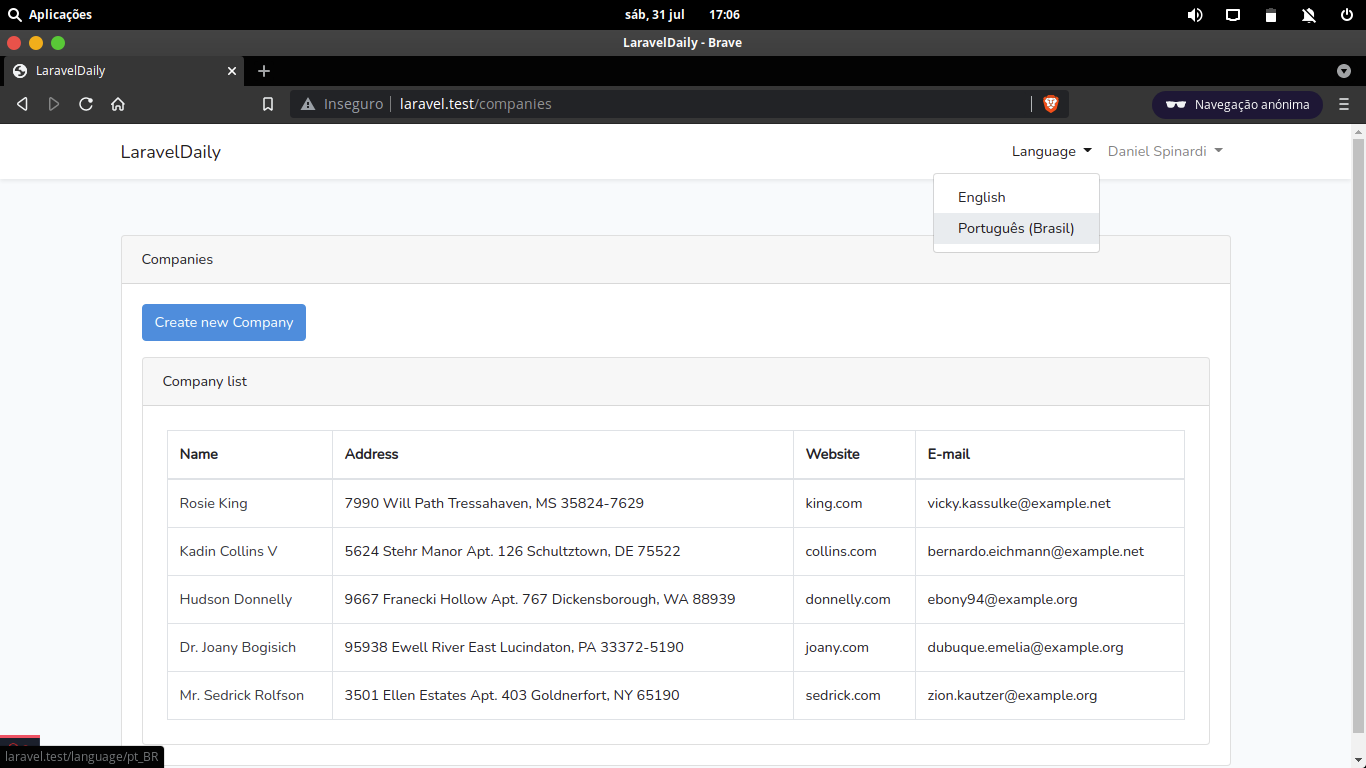 Aplicações
sáb, 31 jul 17:06
LaravelDaily - Brave
LaravelDaily
Inseguro laravel.test/companies
Navegação anónima
LaravelDaily
Language
Daniel Spinardi
English
Português (Brasil)
Companies
Create new Company
Company list
Name Address Website E-mail
Rosie King 7990 Will Path Tressahaven, MS 35824-7629 king.com vicky.kassulke@example.net
Kadin Collins V 5624 Stehr Manor Apt. 126 Schultztown, DE 75522 collins.com bernardo.eichmann@example.net
Hudson Donnelly 9667 Franecki Hollow Apt. 767 Dickensborough, WA 88939 donnelly.com ebony94@example.org
Dr. Joany Bogisich 95938 Ewell River East Lucindaton, PA 33372-5190 joany.com dubuque.emelia@example.org
Mr. Sedrick Rolfson 3501 Ellen Estates Apt. 403 Goldnerfort, NY 65190 sedrick.com zion.kautzer@example.org
laravel.test/language/pt_BR